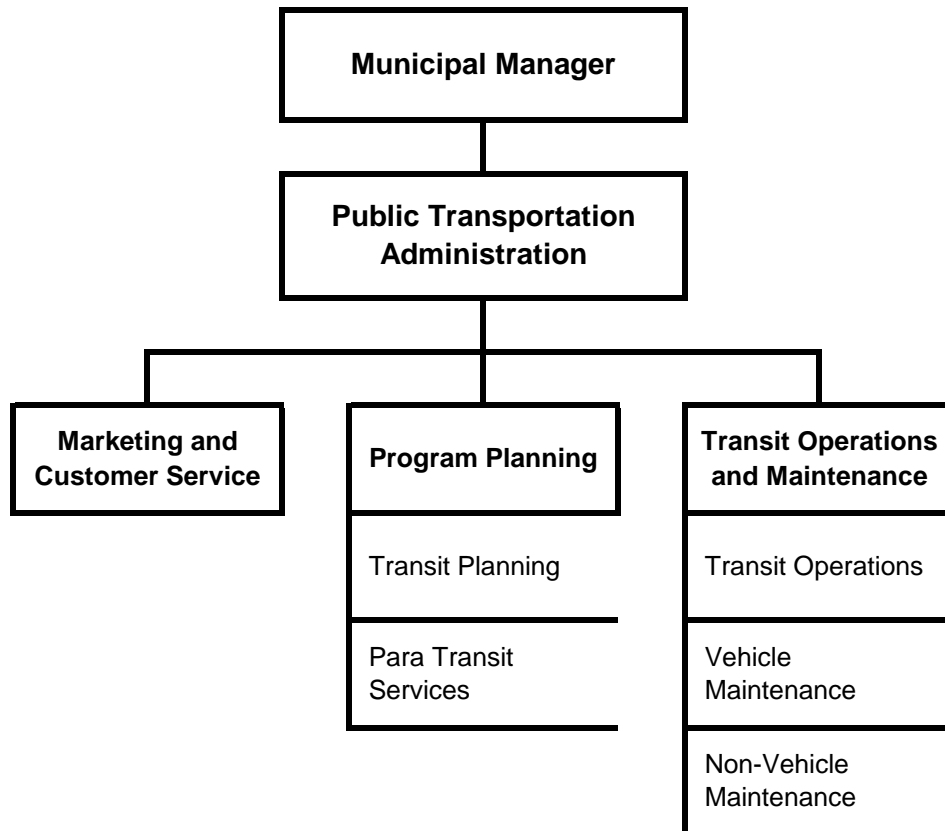 Municipal Manager
Public Transportation
Administration
Marketing and
Customer Service
Program Planning
Transit Planning
Para Transit
Services
Transit Operations
and Maintenance
Transit Operations
Vehicle
Maintenance
Non-Vehicle
Maintenance